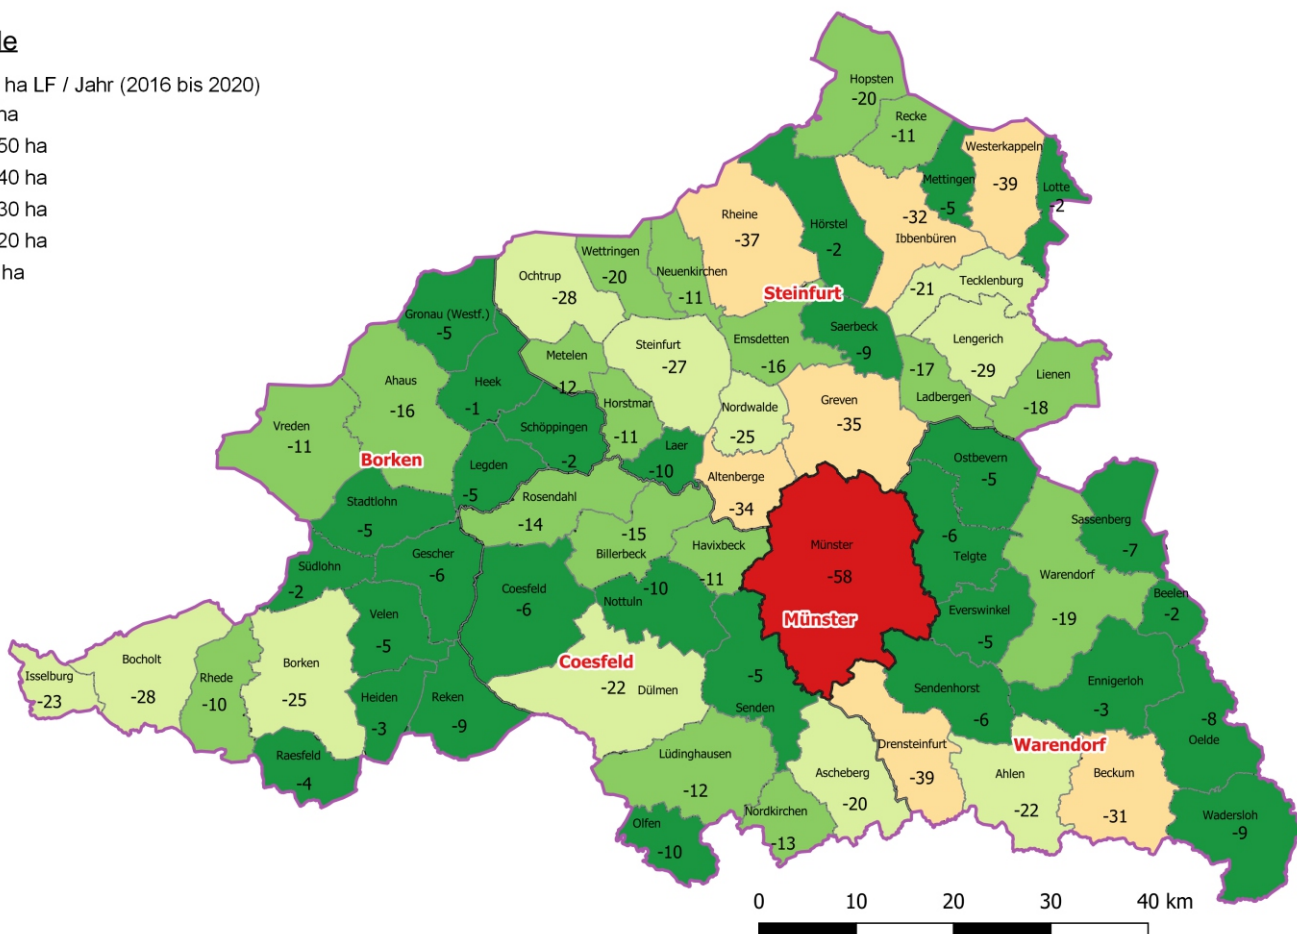 de
ha LF / Jahr (2016 bis 2020)
ha
50 ha
40 ha
30 ha
20 ha
ha
Hopsten
-20
Recke
-11
Westerkappeln
-39
Mettingen
-5
Lotte
-2
Rheine
-37
Hörstel
-2
-32
Ibbenbüren
Wettringen
-20
Neuenkirchen
-11
Ochtrup
-28
Tecklenburg
-21
Steinfurt
Gronau (Westf.)
-5
Steinfurt
-27
Emsdetten
-16
Saerbeck
-9
Lengerich
-29
Metelen
-12
Lienen
-18
-17
Ladbergen
Ahaus
-16
Heek
-1
Horstmar
-11
Nordwalde
-25
Greven
-35
Vreden
-11
Schöppingen
-2
Laer
-10
Borken
Legden
-5
Altenberge
-34
Ostbevern
-5
Stadtlohn
-5
Rosendahl
-14
-15
Billerbeck
Havixbeck
-11
Münster
-58
Münster
-6
Telgte
Sassenberg
-7
Gescher
-6
Südlohn
-2
Coesfeld
-6
-10
Nottuln
Warendorf
-19
Beelen
-2
Velen
-5
Everswinkel
-5
Bocholt
-28
Isselburg
-23
Rhede
-10
Borken
-25
Coesfeld
-22
Dülmen
-5
Senden
Heiden
-3
Reken
-9
Sendenhorst
-6
Ennigerloh
-3
-8
Oelde
Warendorf
Raesfeld
-4
Lüdinghausen
-12
Ascheberg
-20
Drensteinfurt
-39
Ahlen
-22
Beckum
-31
Wadersloh
-9
Nordkirchen
-13
Olfen
-10
0 10 20 30 40 km